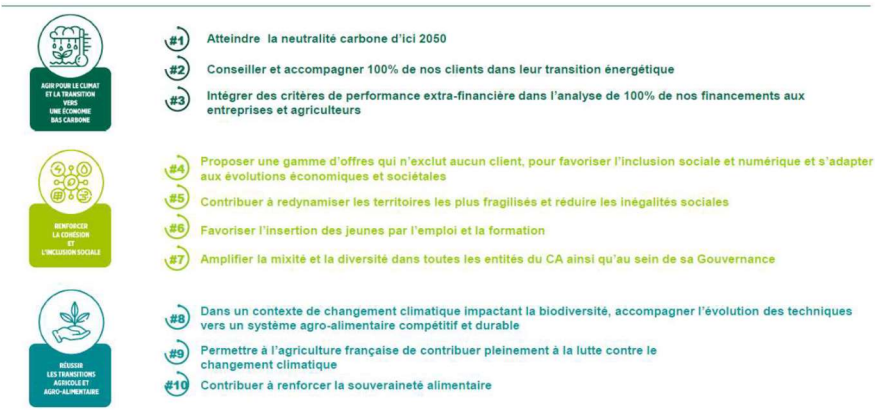 AGIR POUR LE CLIMAT
ET LA TRANSITION
VERS
UNE ÉCONOMIE
BAS CARBONE
#1 Atteindre la neutralité carbone d'ici 2050
#2 Conseiller et accompagner 100% de nos clients dans leur transition énergétique
#3 Intégrer des critères de performance extra-financière dans l'analyse de 100% de nos financements aux
entreprises et agriculteurs
RENFORCER
LA COHÉSION
ET
L'INCLUSION SOCIALE
#4 Proposer une gamme d'offres qui n'exclut aucun client, pour favoriser l'inclusion sociale et numérique et s'adapter
aux évolutions économiques et sociétales
#5 Contribuer à redynamiser les territoires les plus fragilisés et réduire les inégalités sociales
#6 Favoriser l'insertion des jeunes par l'emploi et la formation
#7 Amplifier la mixité et la diversité dans toutes les entités du CA ainsi qu'au sein de sa Gouvernance
RÉUSSIR
LES TRANSITIONS
AGRICOLE ET
AGRO-ALIMENTAIRE
#8 Dans un contexte de changement climatique impactant la biodiversité, accompagner l'évolution des techniques
vers un système agro-alimentaire compétitif et durable
#9 Permettre à l'agriculture française de contribuer pleinement à la lutte contre le
changement climatique
#10 Contribuer à renforcer la souveraineté alimentaire